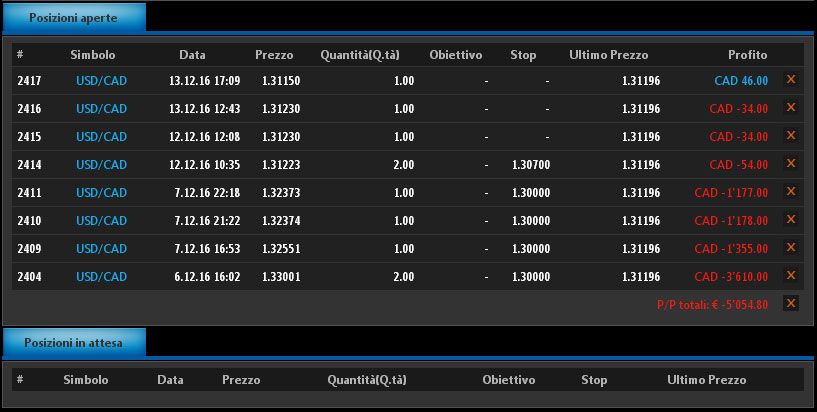 Posizioni aperte
# Simbolo Data Prezzo Quantità(Q.tà) Obiettivo Stop Ultimo Prezzo Profito
2417 USD/CAD 13.12.16 17:09 1.31150 1.00 - - 1.31196 CAD 46.00 X
2416 USD/CAD 13.12.16 12:43 1.31230 1.00 - - 1.31196 CAD -34.00 X
2415 USD/CAD 12.12.16 12:08 1.31230 1.00 - - 1.31196 CAD -34.00 X
2414 USD/CAD 12.12.16 10:35 1.31223 2.00 - 1.30700 1.31196 CAD -54.00 X
2411 USD/CAD 7.12.16 22:18 1.32373 1.00 - 1.30000 1.31196 CAD -1'177.00 X
2410 USD/CAD 7.12.16 21:22 1.32374 1.00 - 1.30000 1.31196 CAD -1'178.00 X
2409 USD/CAD 7.12.16 16:53 1.32551 1.00 - 1.30000 1.31196 CAD -1'355.00 X
2404 USD/CAD 6.12.16 16:02 1.33001 2.00 - 1.30000 1.31196 CAD -3'610.00 X
P/P totali: € -5'054.80 X
Posizioni in attesa
# Simbolo Data Prezzo Quantità(Q.tà) Obiettivo Stop Ultimo Prezzo